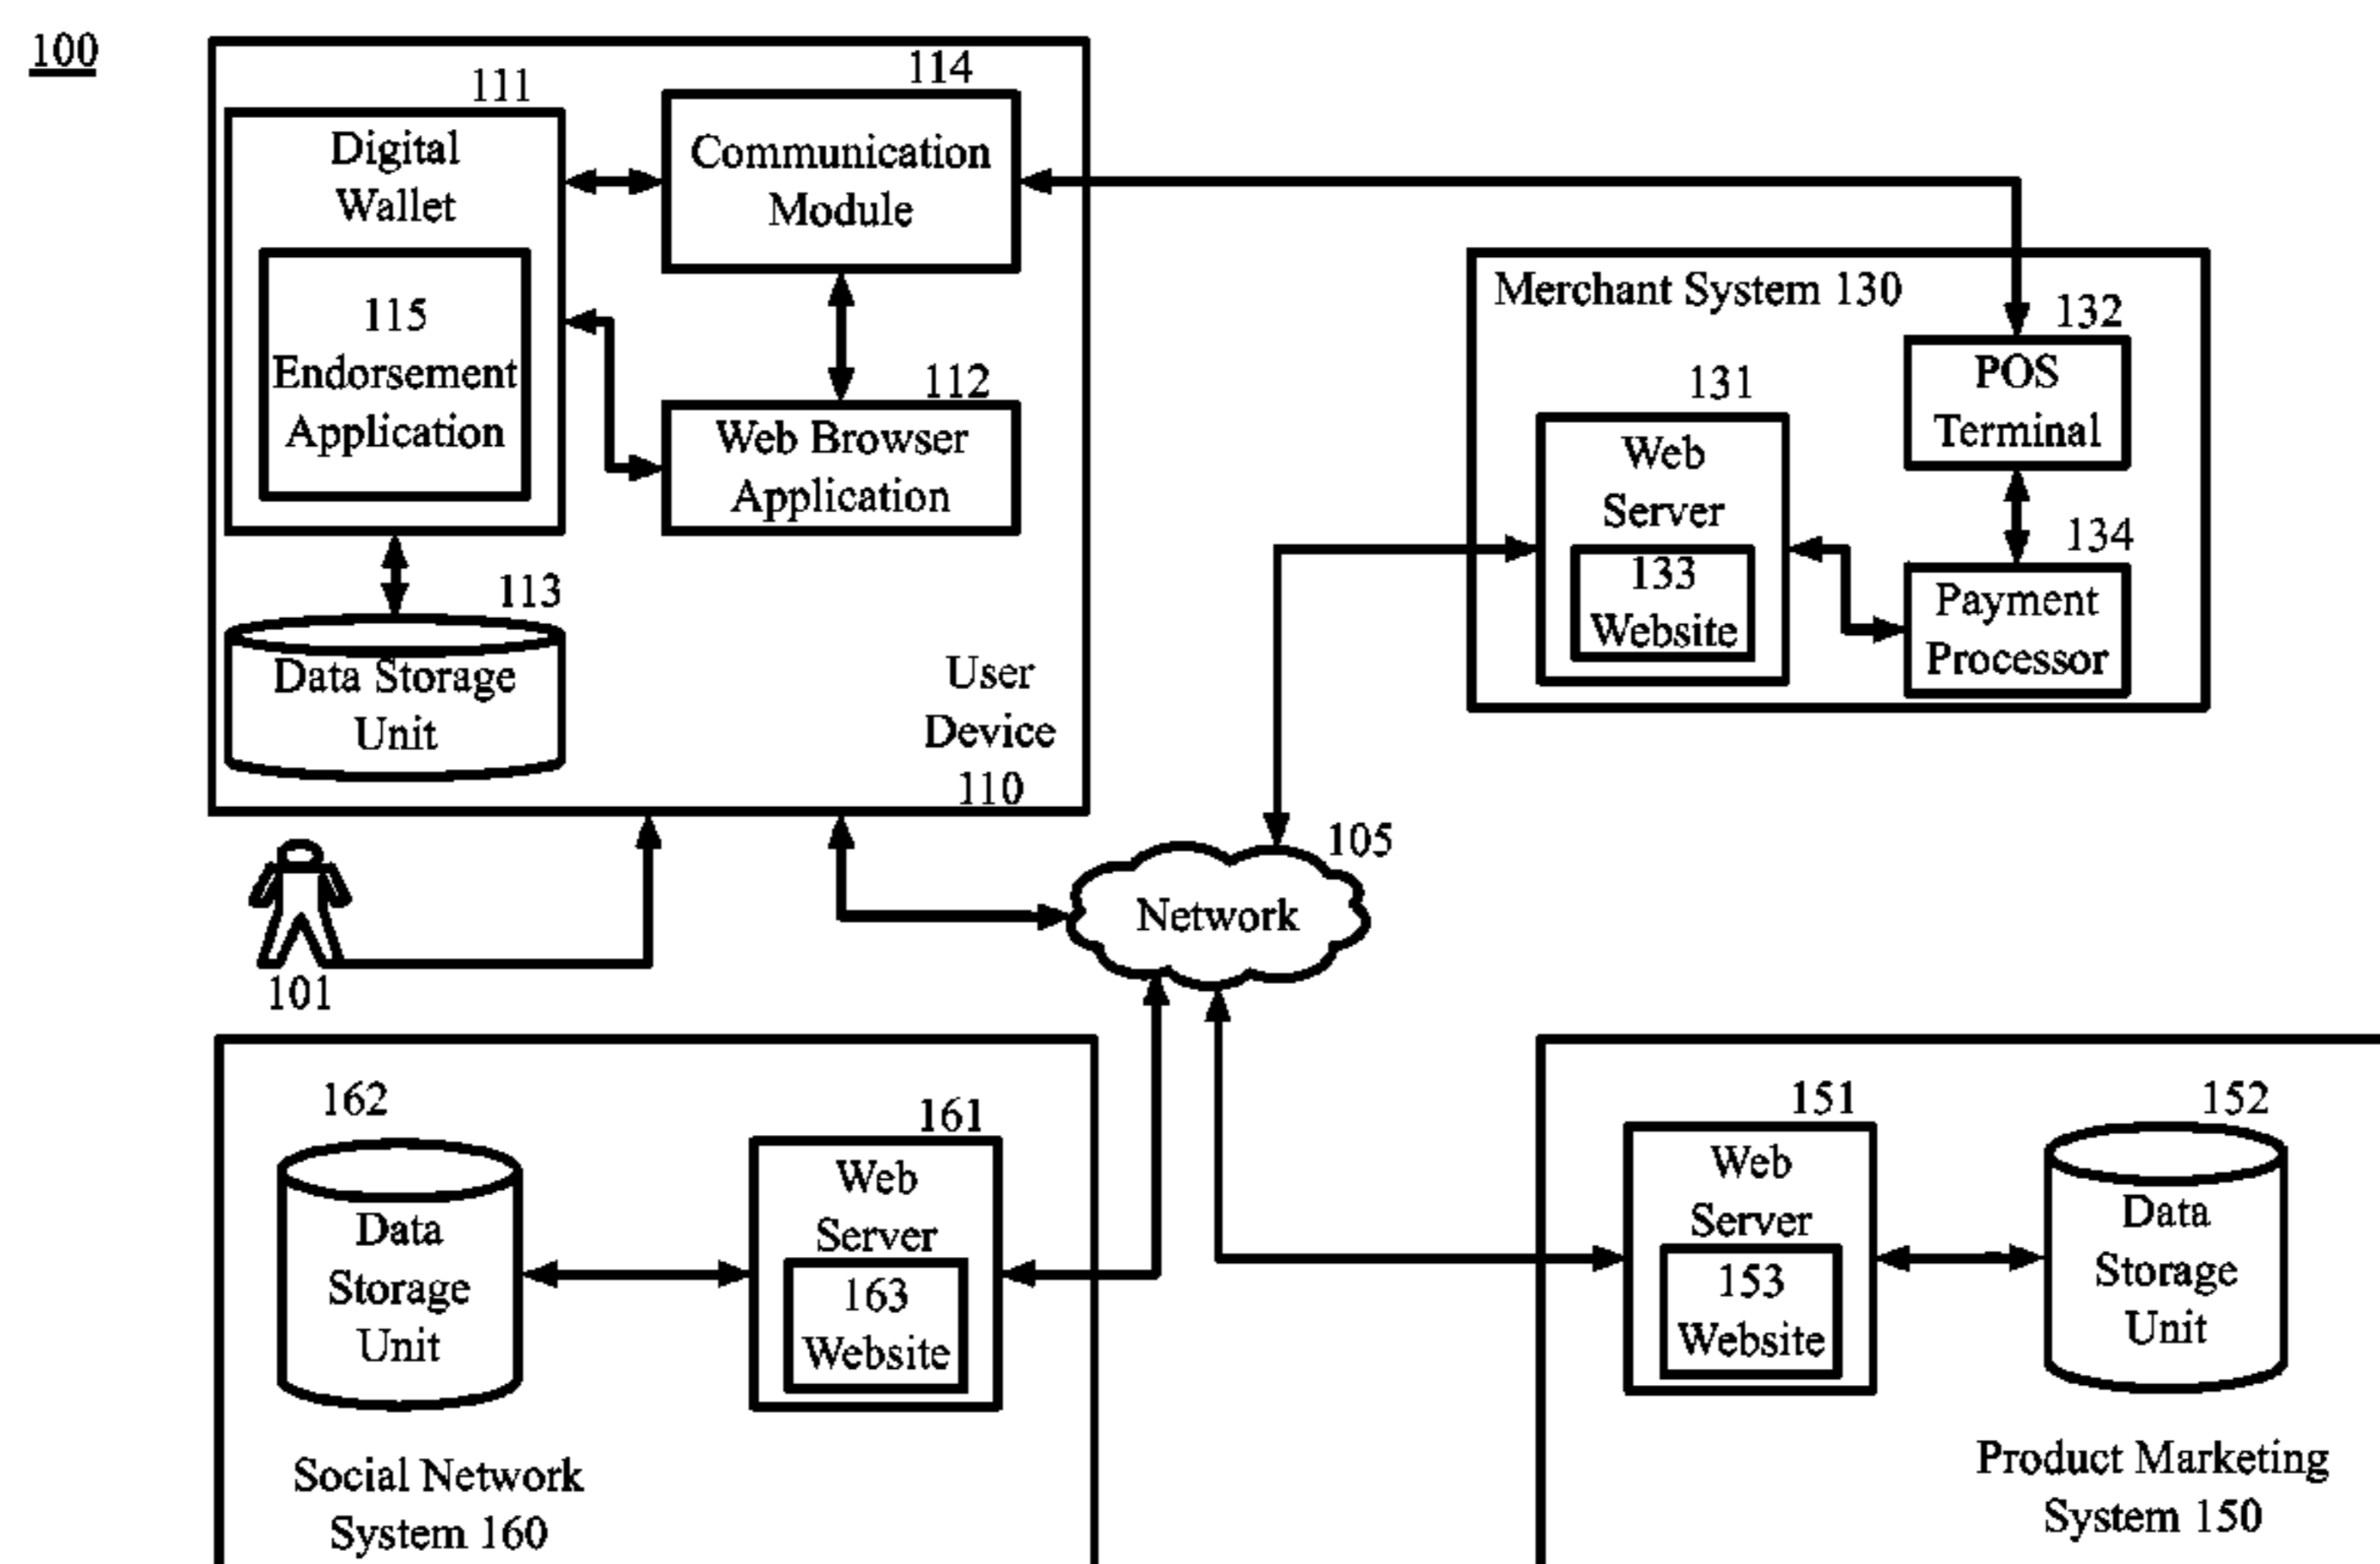 100
114
111
Digital
Wallet
Communication
Module
115
Endorsement
Application
112
Web Browser
Application
113
Data Storage
Unit
User
Device
110
Merchant System 130
132
POS
Terminal
131
Web
Server
133
Website
134
Payment
Processor
101
105
Network
162
Data
Storage
Unit
161
Web
Server
163
Website
Social Network
System 160
151
Web
Server
153
Website
152
Data
Storage
Unit
Product Marketing
System 150